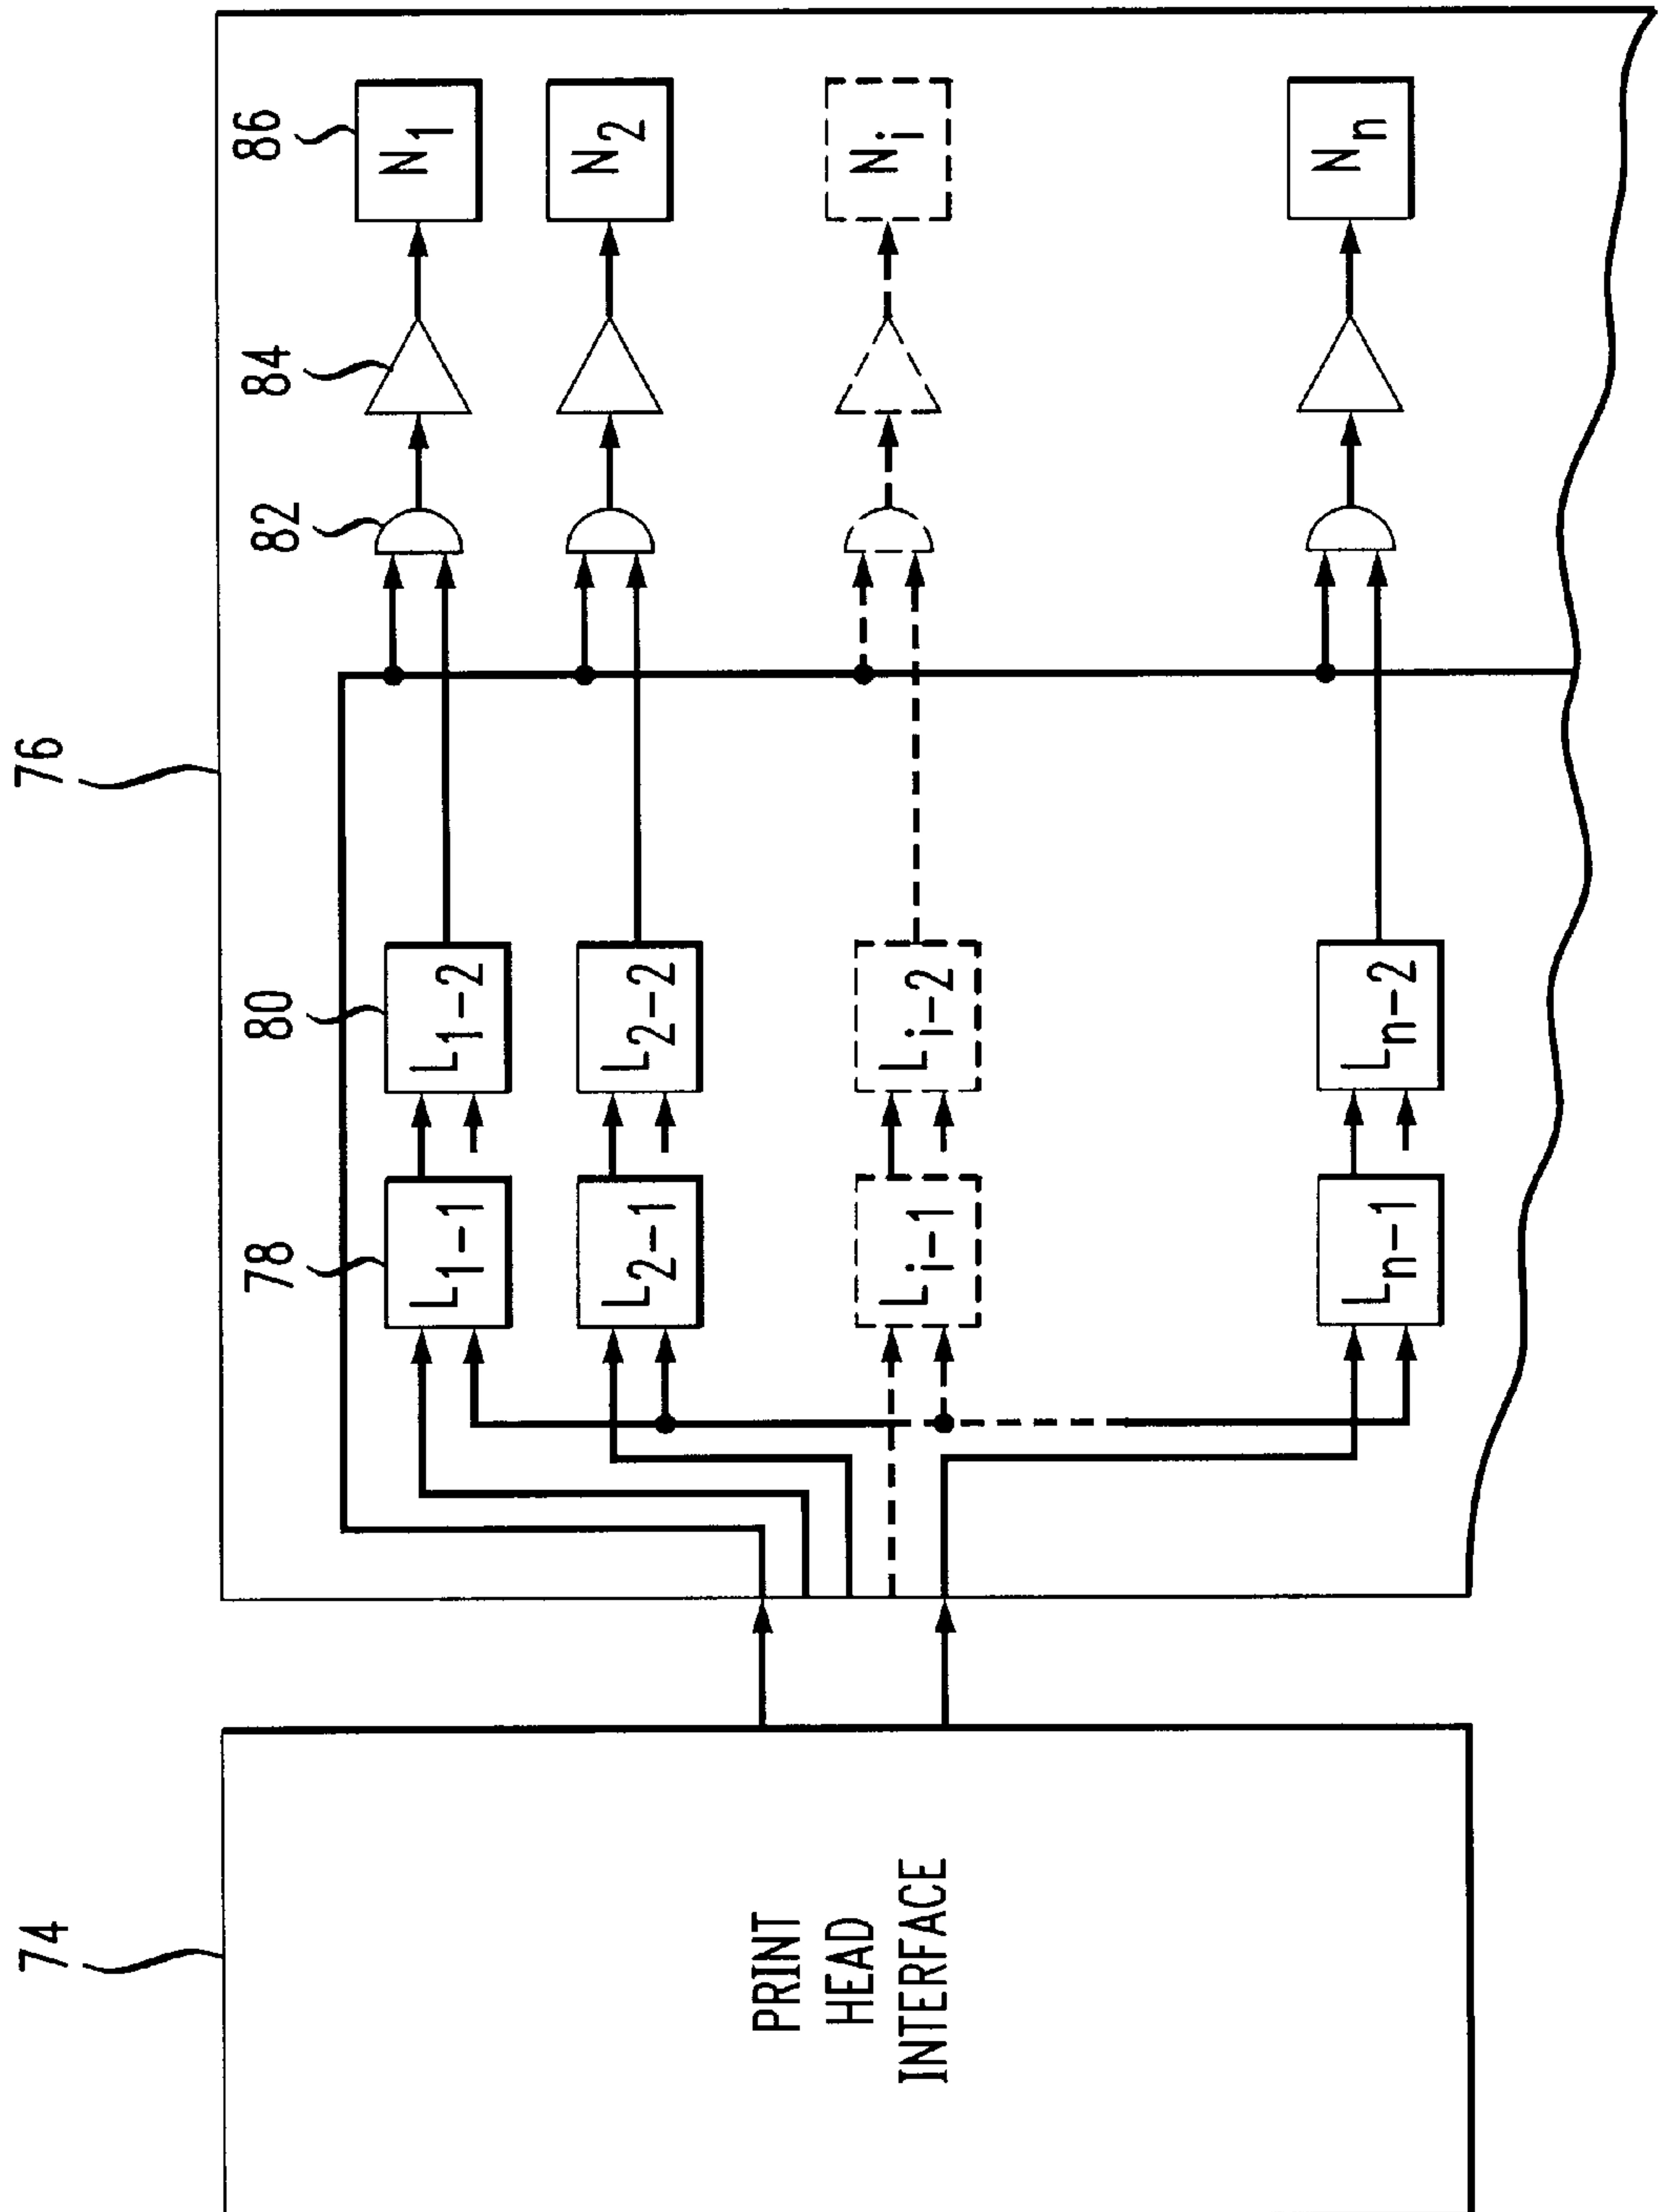 74
PRINT
HEAD
INTERFACE
76
78
80
82
84
86
L1-1
L1-2
N1
L2-1
L2-2
N2
Li-1
Li-2
Ni
Ln-1
Ln-2
Nn